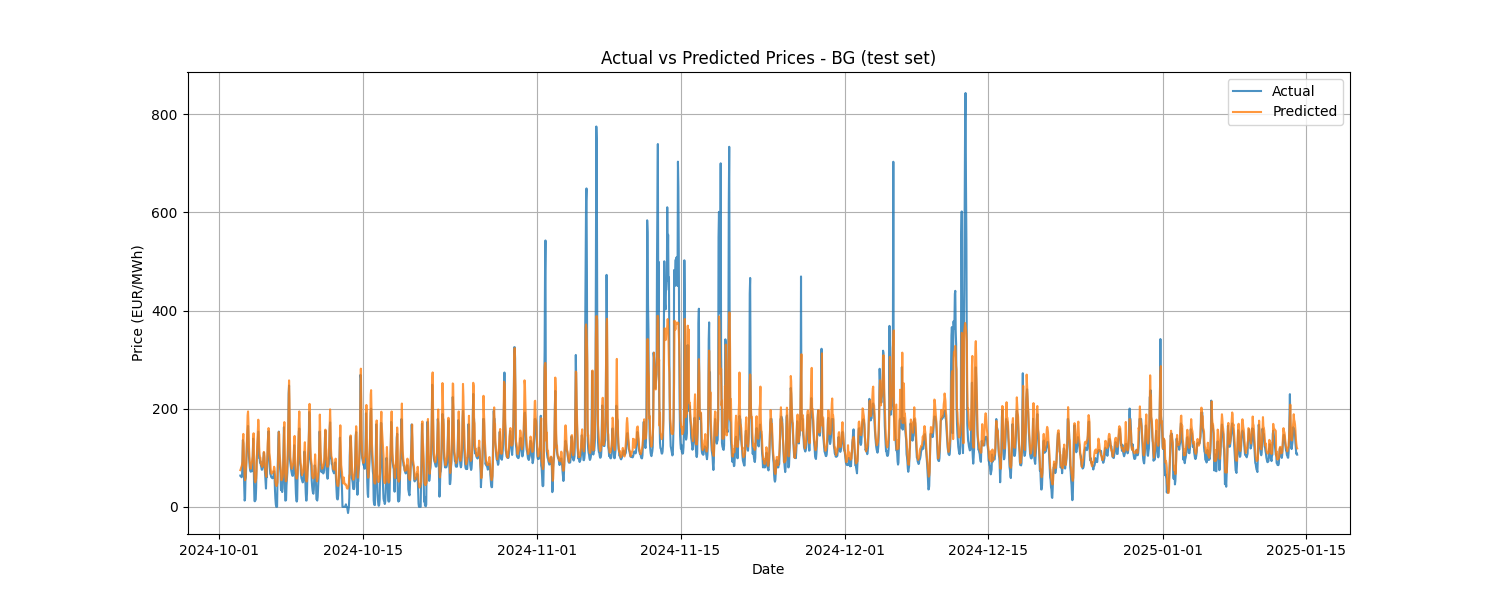 Actual vs Predicted Prices - BG (test set)
Actual
Predicted
Price (EUR/MWh)
800
600
400
200
0
2024-10-01
2024-10-15
2024-11-01
2024-11-15
2024-12-01
2024-12-15
2025-01-01
2025-01-15
Date